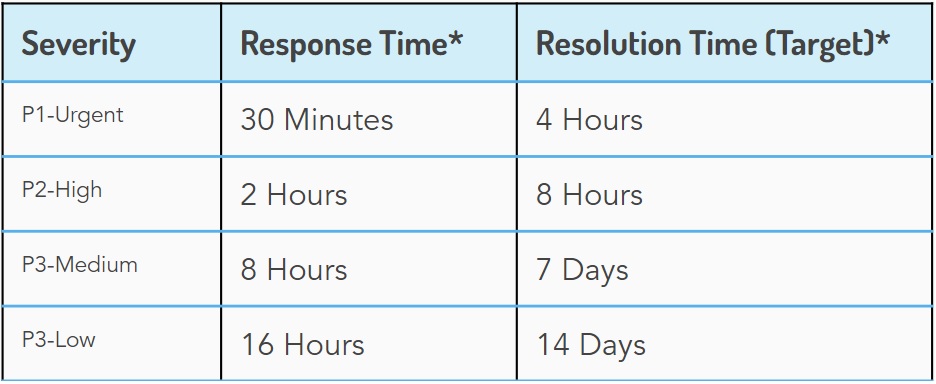 Severity Response Time* Resolution Time (Target)*
P1-Urgent 30 Minutes 4 Hours
P2-High 2 Hours 8 Hours
P3-Medium 8 Hours 7 Days
P3-Low 16 Hours 14 Days